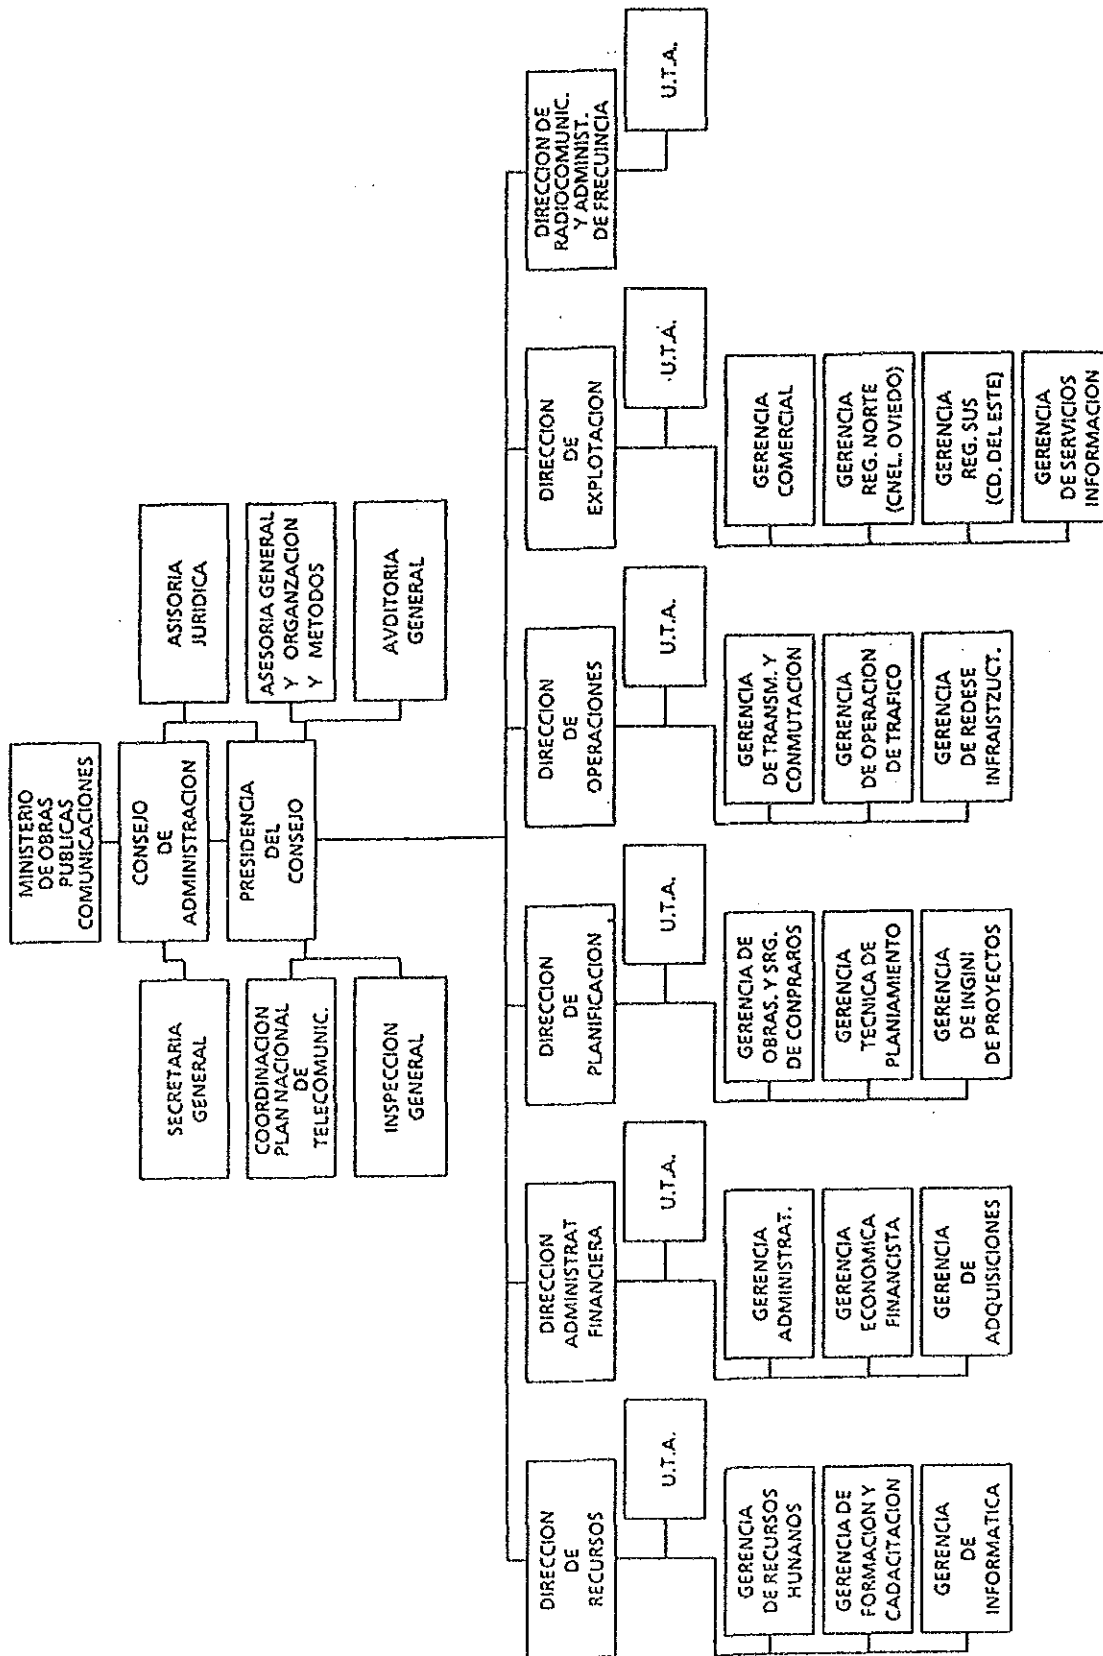 MINISTERIO
DE OBRAS
PUBLICAS
COMUNICACIONES
CONSEJO
DE
ADMINISTRACION
PRESIDENCIA
DEL
CONSEJO
SECRETARIA
GENERAL
COORDINACION
PLAN NACIONAL
DE
TELECOMUNIC.
INSPECCION
GENERAL
ASISORIA
JURIDICA
ASESORIA GENERAL
Y ORGANZACION
Y METODOS
AVDITORIA
GENERAL
DIRECCION
DE
RECURSOS
U.T.A.
GERENCIA
DE RECURSOS
HUNANOS
GERENCIA DE
FORMACION Y
CADACITACION
GERENCIA
DE
INFORMATICA
DIRECCION
ADMINISTRAT
FINANCIERA
U.T.A.
GERENCIA
ADMINISTRAT.
GERENCIA
ECONOMICA
FINANCISTA
GERENCIA
DE
ADQUISICIONES
DIRECCION
DE
PLANIFICACION
U.T.A.
GERENCIA DE
OBRAS. Y SRG.
DE CONPRAROS
GERENCIA
TECNICA DE
PLANIAMIENTO
GERENCIA
DE INGINI
DE PROYECTOS
DIRECCION
DE
OPERACIONES
U.T.A.
GERENCIA
DE TRANSM. Y
CONMUTACION
GERENCIA
DE OPERACION
DE TRAFICO
GERENCIA
DE REDESE
INFRAISTZUCT.
DIRECCION
DE
EXPLOTACION
U.T.A.
GERENCIA
COMERCIAL
GERENCIA
REG. NORTE
(CNEL. OVIEDO)
GERENCIA
REG. SUS
(CD. DEL ESTE)
GERENCIA
DE SERVICIOS
INFORMACION
DIRECCION DE
RADIOCOMUNIC.
Y ADMINIST.
DE FRECUINCIA
U.T.A.